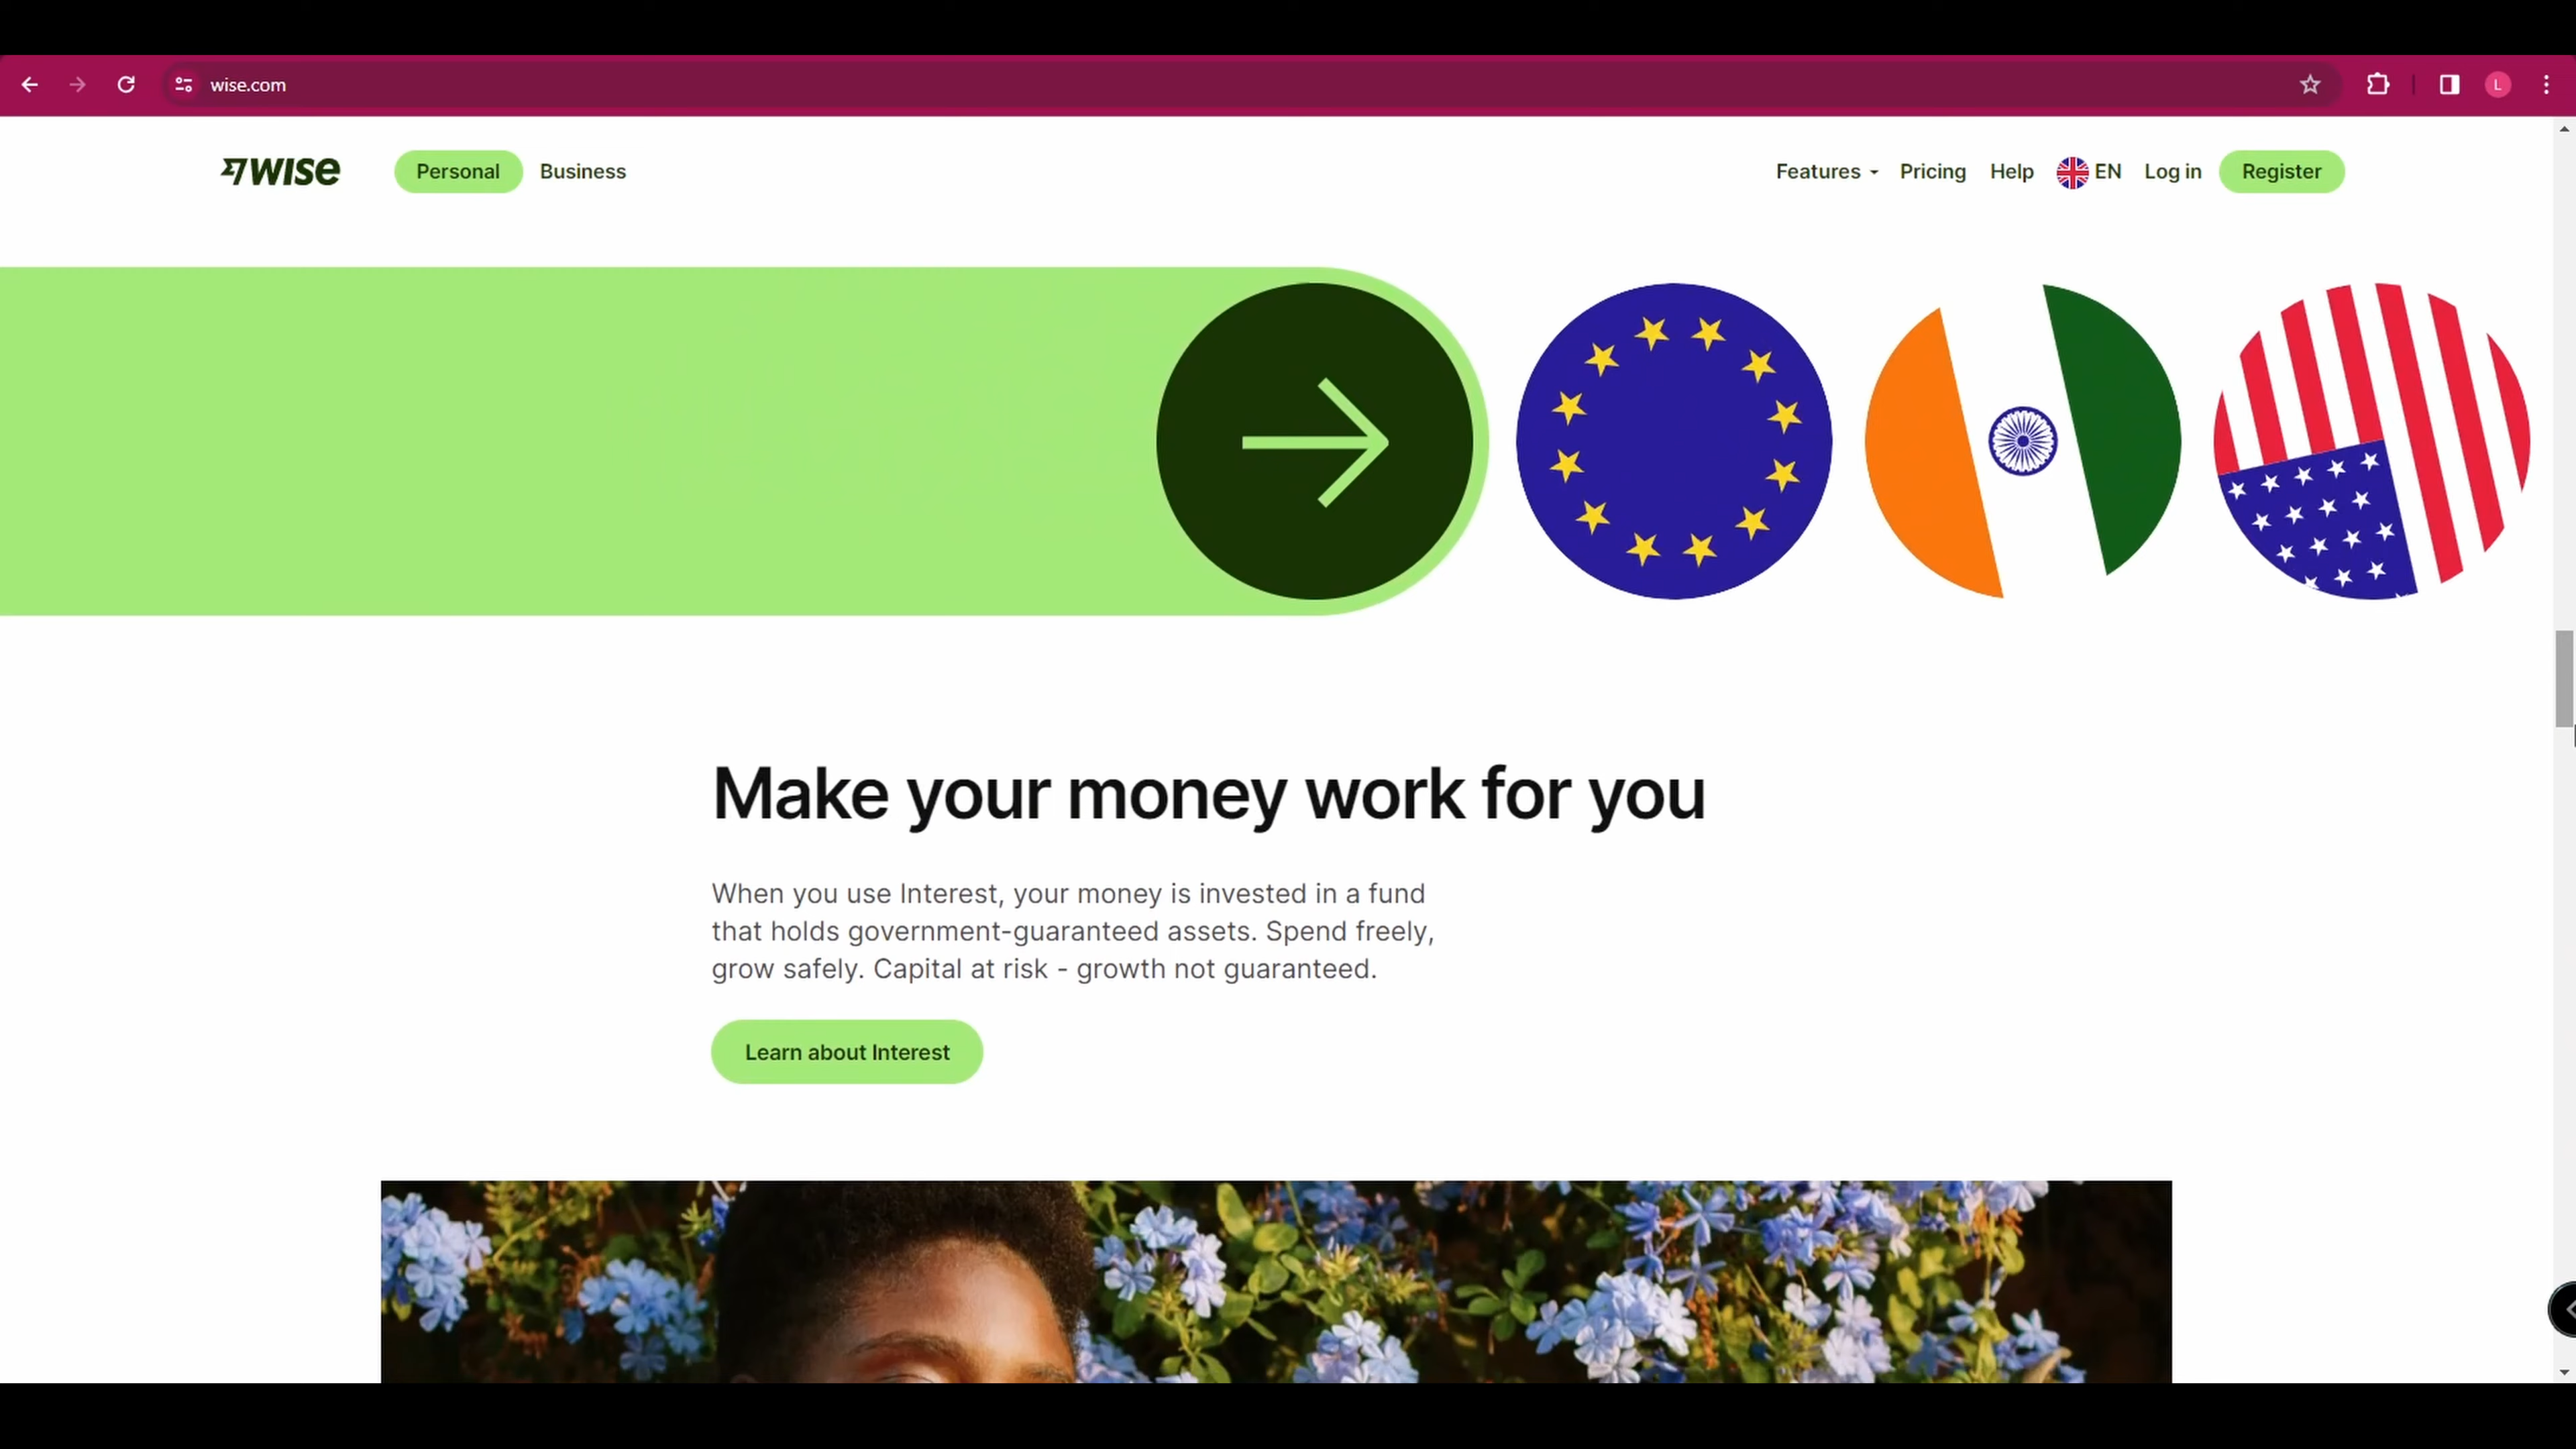 wise.com
L
WISE
Personal
Business
Features
Pricing
Help
EN
Log in
Register
Make your money work for you
When you use Interest, your money is invested in a fund
that holds government-guaranteed assets. Spend freely,
grow safely. Capital at risk - growth not guaranteed.
Learn about Interest